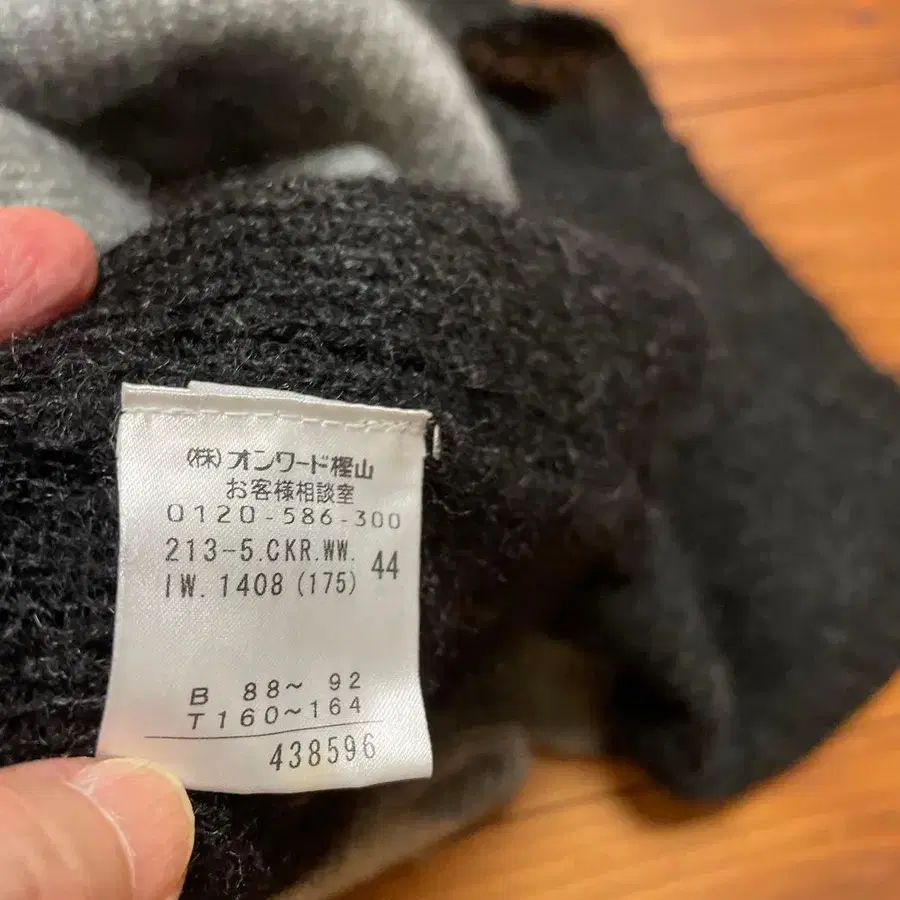 (株)オンワード樫山
お客様相談室
0120-586-300
213-5.CKR.WW.
IW.1408 (175) 44
B 88～ 92
T160～164
438596